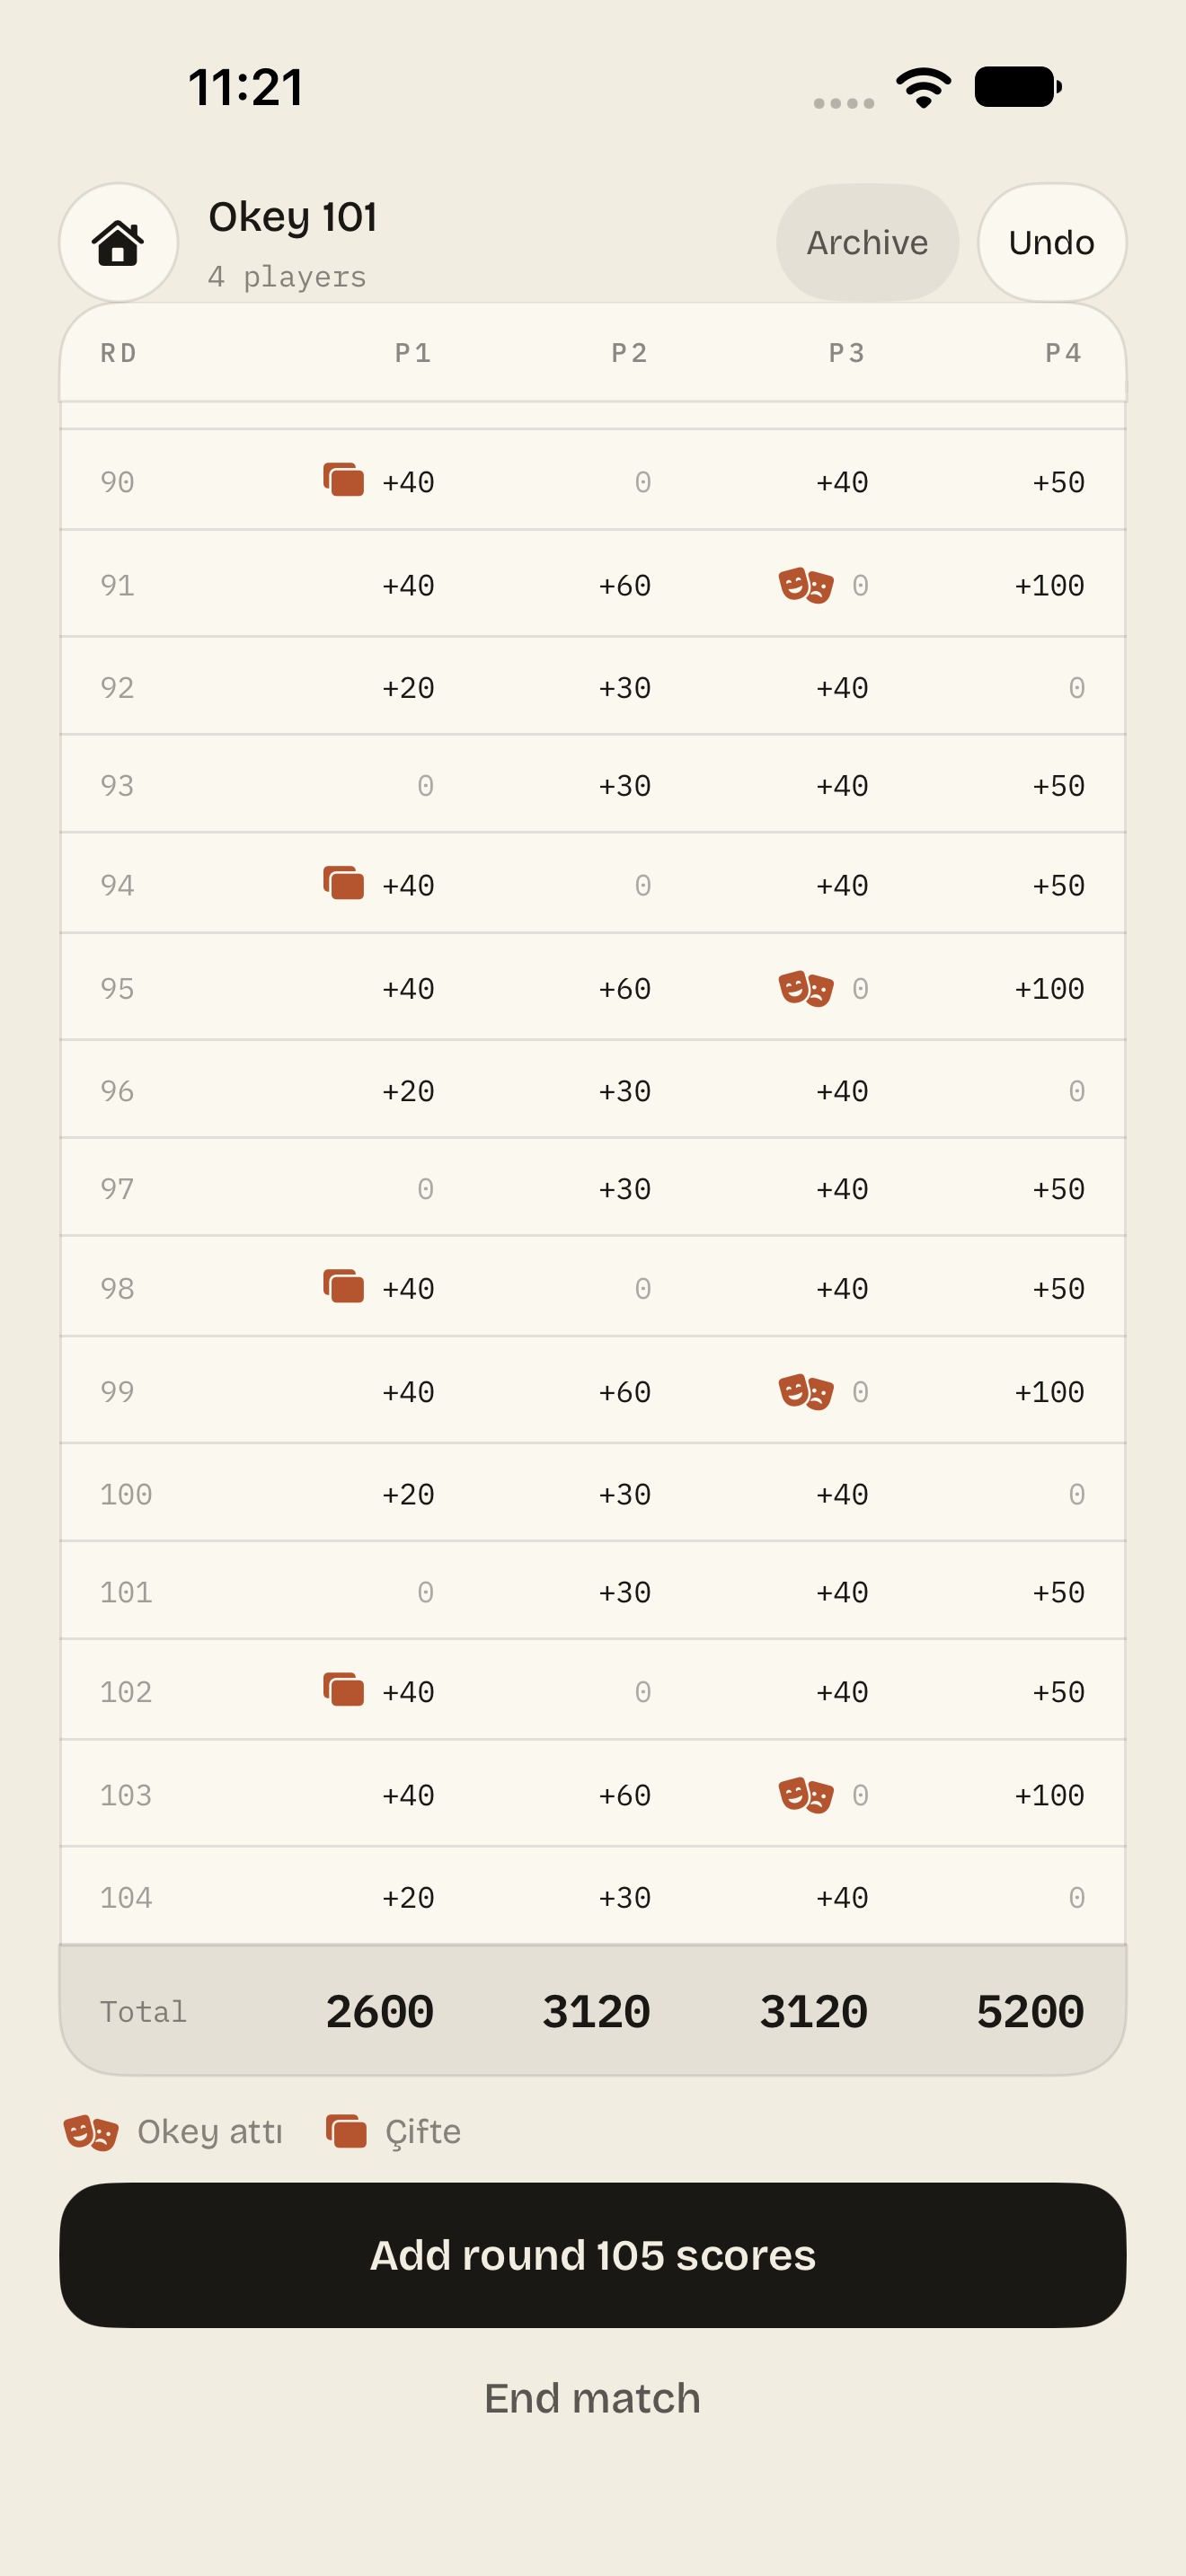 11:21
Okey 101
4 players
Archive
Undo
RD P1 P2 P3 P4
90 +40 0 +40 +50
91 +40 +60 0 +100
92 +20 +30 +40 0
93 0 +30 +40 +50
94 +40 0 +40 +50
95 +40 +60 0 +100
96 +20 +30 +40 0
97 0 +30 +40 +50
98 +40 0 +40 +50
99 +40 +60 0 +100
100 +20 +30 +40 0
101 0 +30 +40 +50
102 +40 0 +40 +50
103 +40 +60 0 +100
104 +20 +30 +40 0
Total 2600 3120 3120 5200
Okey attı Çifte
Add round 105 scores
End match